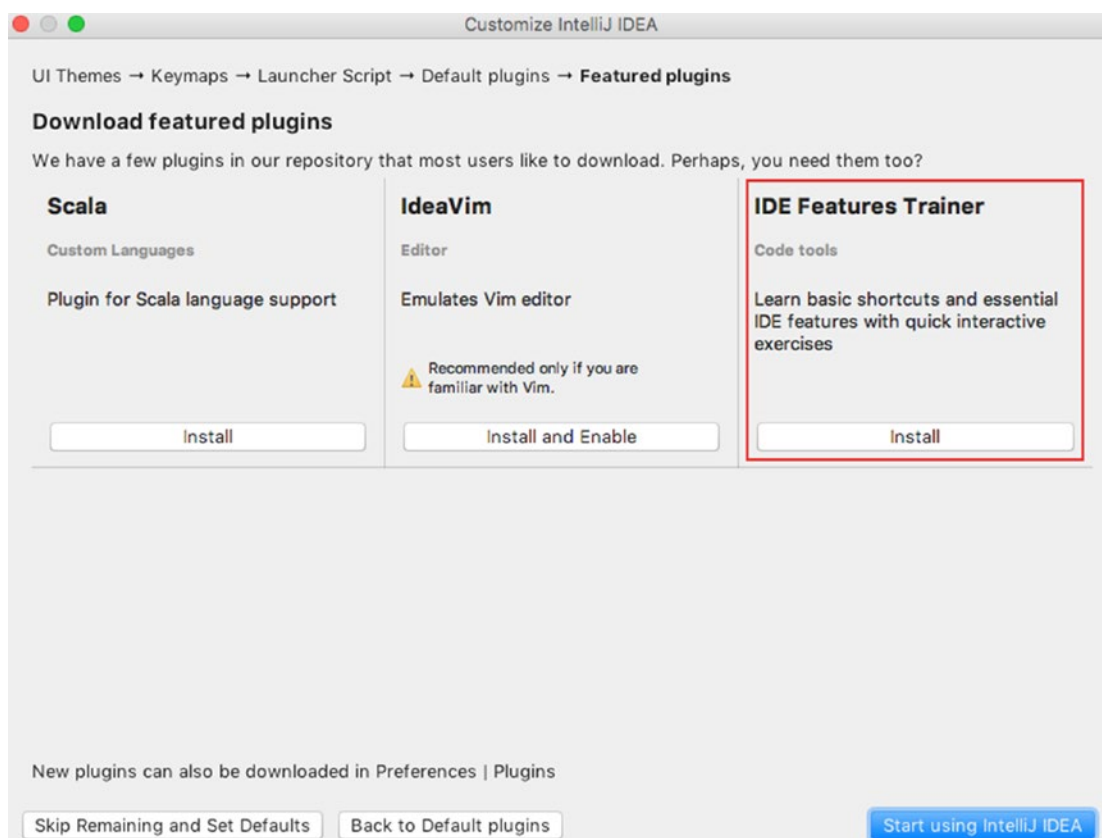 Customize IntelliJ IDEA
UI Themes → Keymaps → Launcher Script → Default plugins → Featured plugins
Download featured plugins
We have a few plugins in our repository that most users like to download. Perhaps, you need them too?
Scala
Custom Languages
Plugin for Scala language support
Install
IdeaVim
Editor
Emulates Vim editor
Recommended only if you are
familiar with Vim.
Install and Enable
IDE Features Trainer
Code tools
Learn basic shortcuts and essential
IDE features with quick interactive
exercises
Install
New plugins can also be downloaded in Preferences | Plugins
Skip Remaining and Set Defaults
Back to Default plugins
Start using IntelliJ IDEA